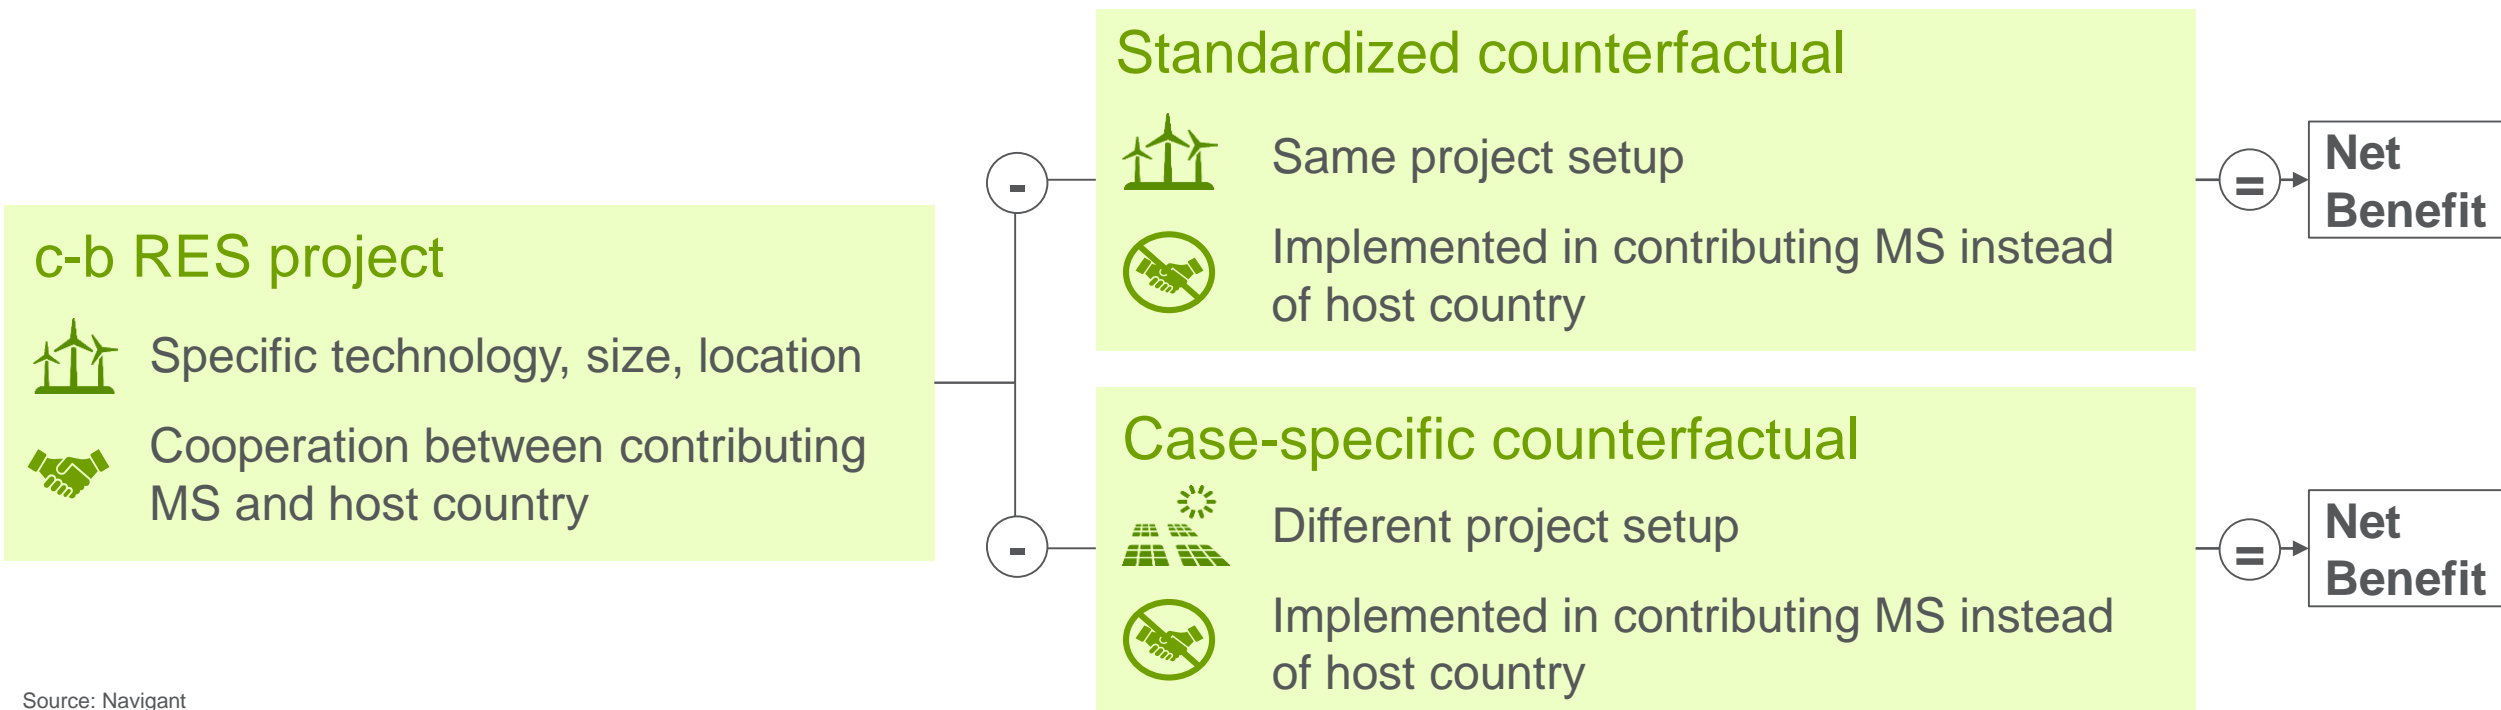 c-b RES project
Specific technology, size, location
Cooperation between contributing
MS and host country
-
-
Standardized counterfactual
Same project setup
Implemented in contributing MS instead
of host country
=
Net
Benefit
Case-specific counterfactual
Different project setup
Implemented in contributing MS instead
of host country
=
Net
Benefit
Source: Navigant